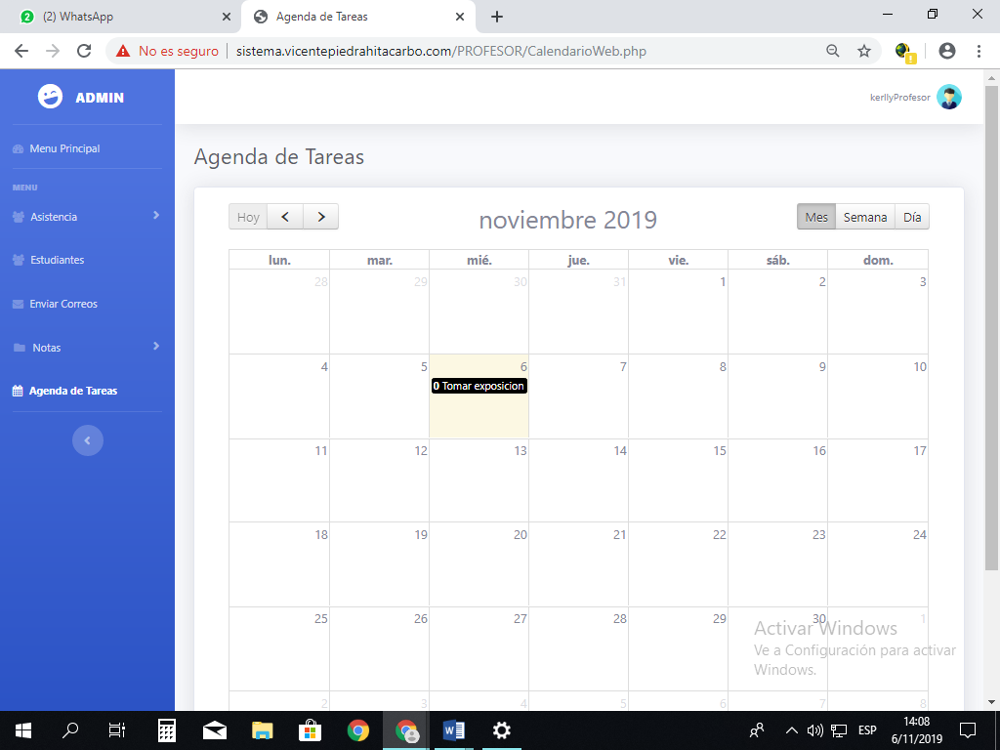 2 (2) WhatsApp
Agenda de Tareas
No es seguro | sistema.vicentepiedrahitacarbo.com/PROFESOR/CalendarioWeb.php
ADMIN
kerllyProfesor
Menu Principal
MENU
Asistencia
Estudiantes
Enviar Correos
Notas
Agenda de Tareas
Agenda de Tareas
Hoy
noviembre 2019
Mes Semana Día
lun. mar. mié. jue. vie. sáb. dom.
28 29 30 31 1 2 3
4 5 6 7 8 9 10
0 Tomar exposicion
11 12 13 14 15 16 17
18 19 20 21 22 23 24
25 26 27 28 29 30 1
2 3 4 5 6 7 8
Activar Windows
Ve a Configuración para activar
Windows.
ESP
14:08
6/11/2019